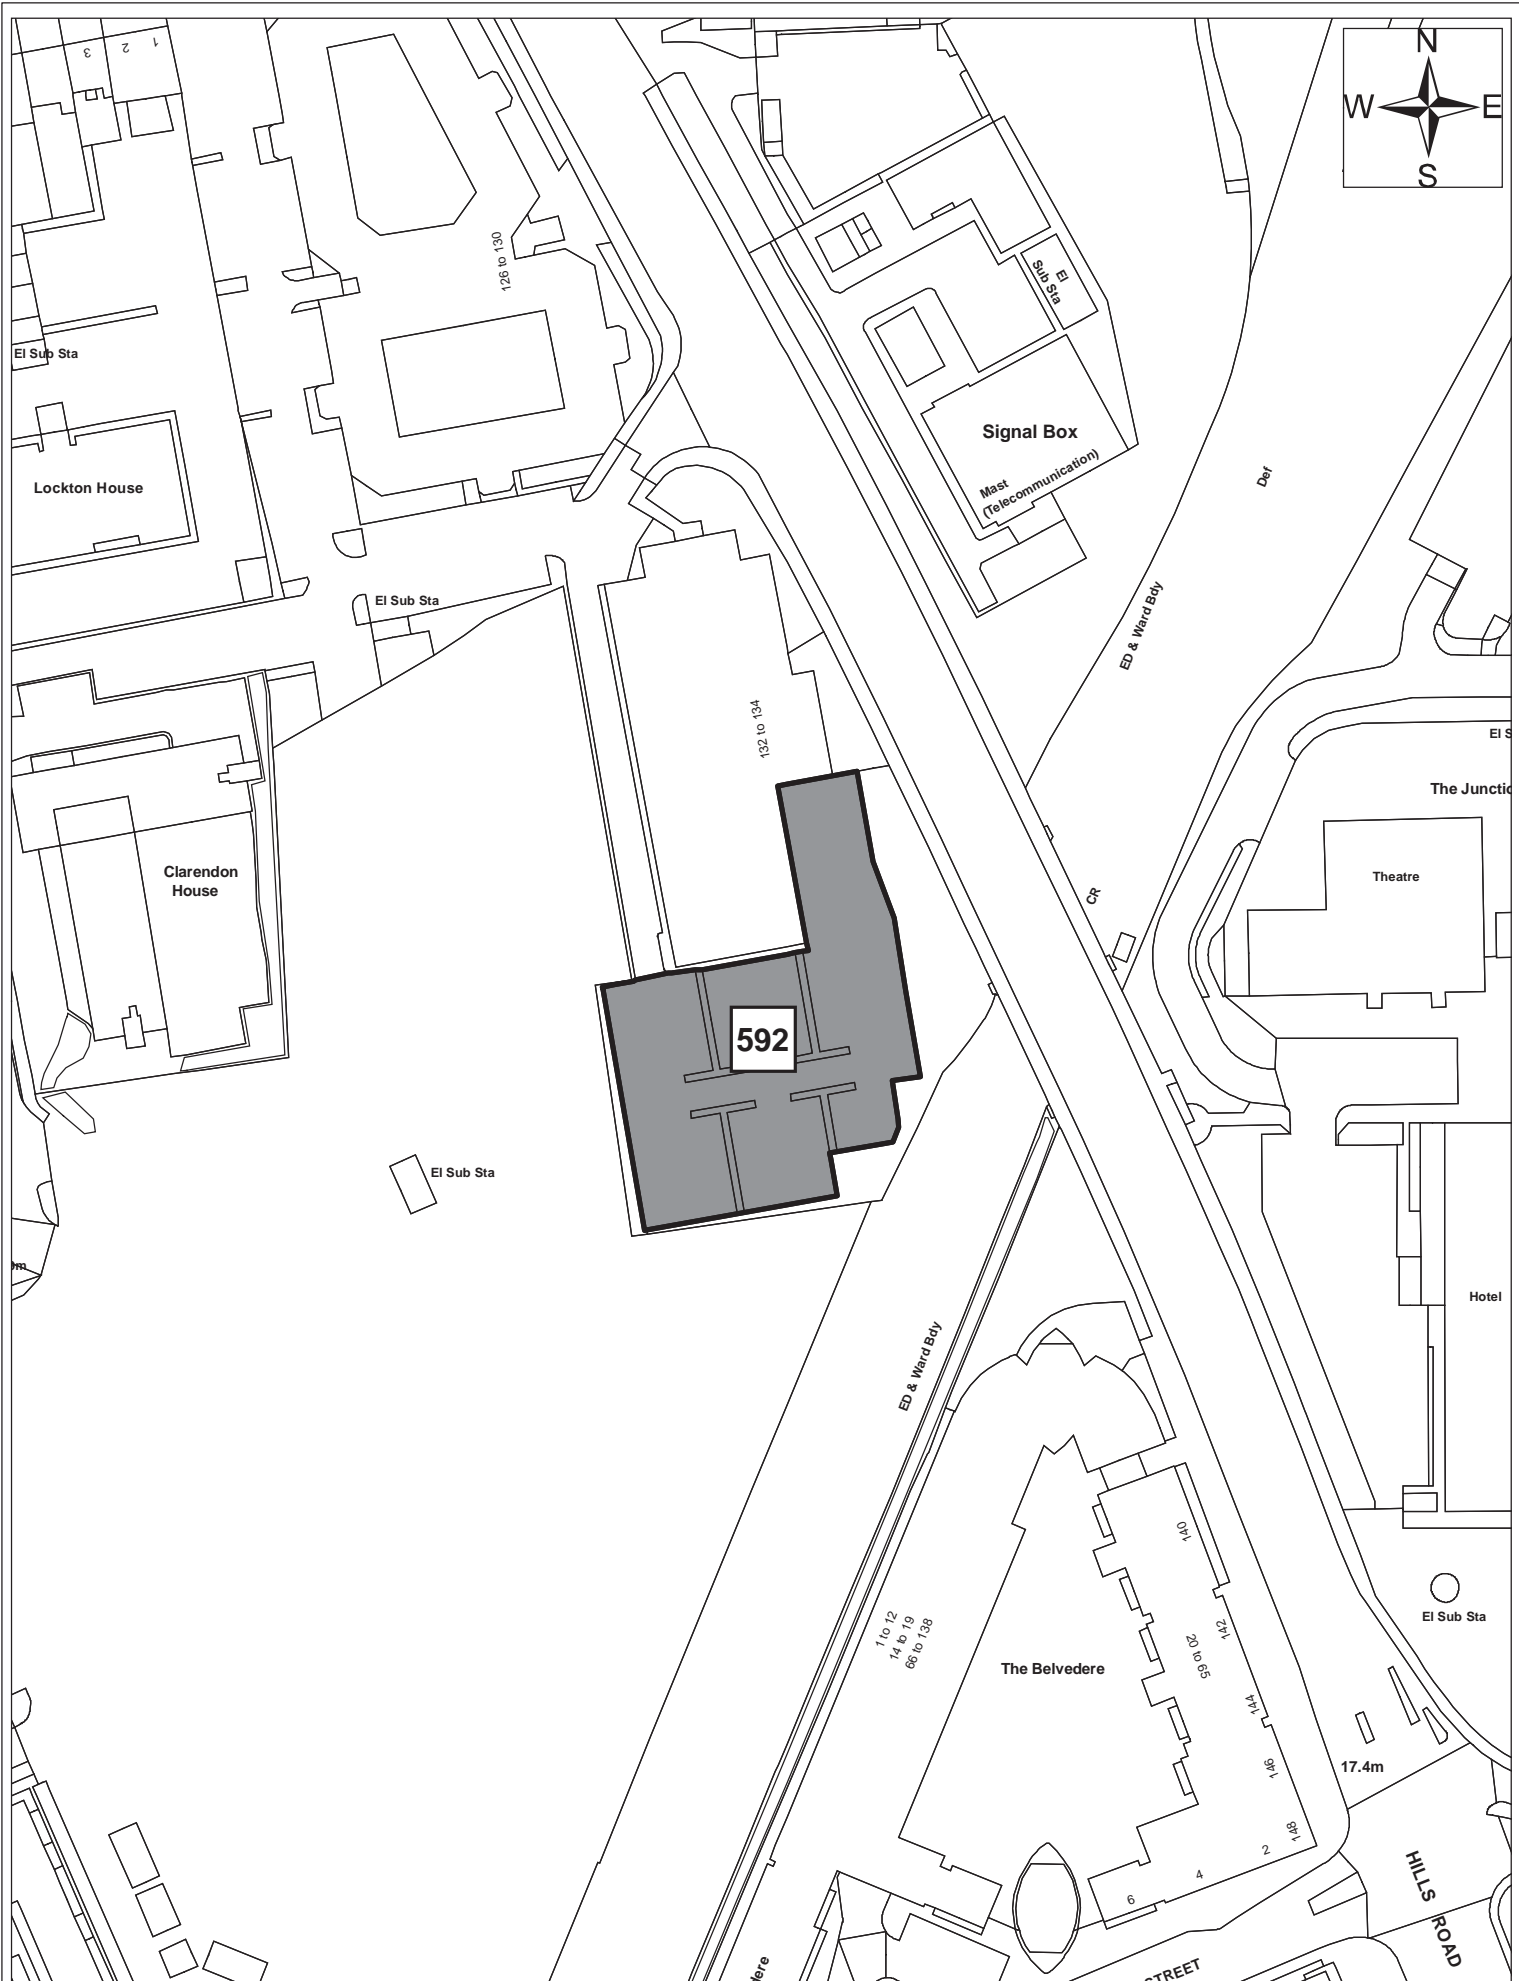 3
2
1
N
W
E
S
126 to 130
El
Sub Sta
El Sub Sta
Signal Box
Lockton House
Mast
(Telecommunication)
Def
El Sub Sta
ED & Ward Bdy
132 to 134
El S
The Junctio
Clarendon
House
Theatre
CR
592
El Sub Sta
Hotel
ED & Ward Bdy
140
1 to 12
14 to 19
66 to 138
142
59 to 20
El Sub Sta
The Belvedere
144
146
17.4m
148
2
4
6
HILLS ROAD
STREET